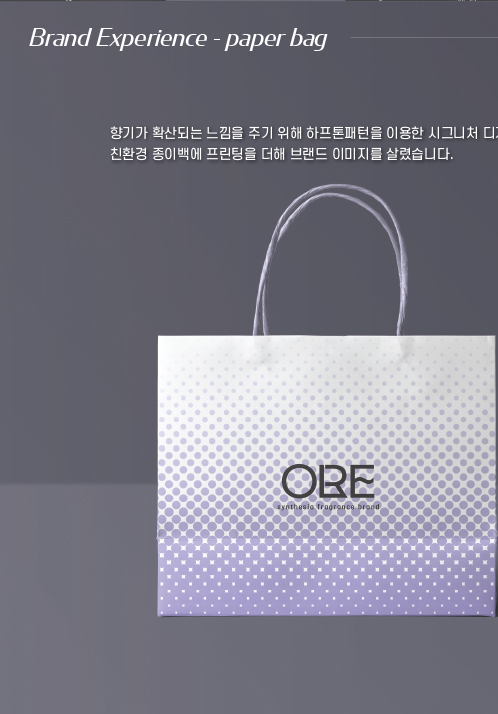 Brand Experience - paper bag
향기가 확산되는 느낌을 주기 위해 하프톤패턴을 이용한 시그니처
친환경 종이백에 프린팅을 더해 브랜드 이미지를 살렸습니다.
ORE
synthesio fragrance brand